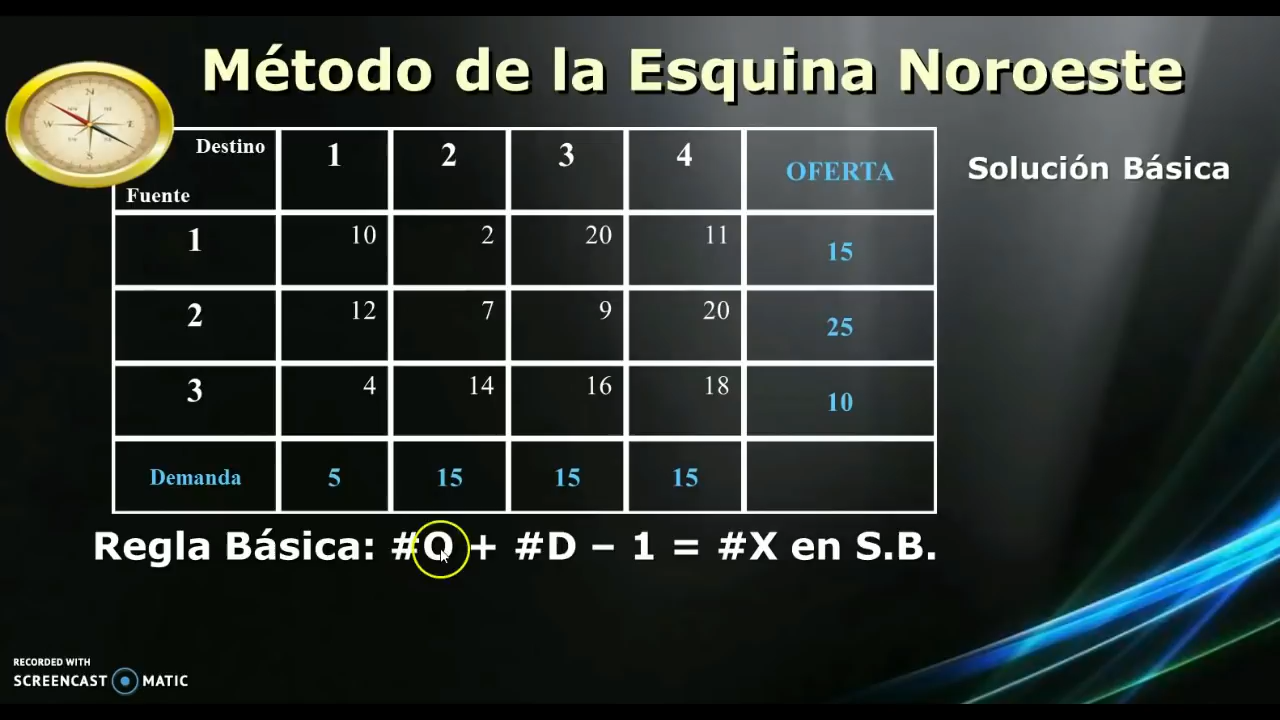 Método de la Esquina Noroeste
Destino
Fuente
1 2 3 4 OFERTA
Solución Básica
1 10 2 20 11 15
2 12 7 9 20 25
3 4 14 16 18 10
Demanda 5 15 15 15
Regla Básica: #O + #D – 1 = #X en S.B.
N
W
S
RECORDED WITH
SCREENCAST MATIC